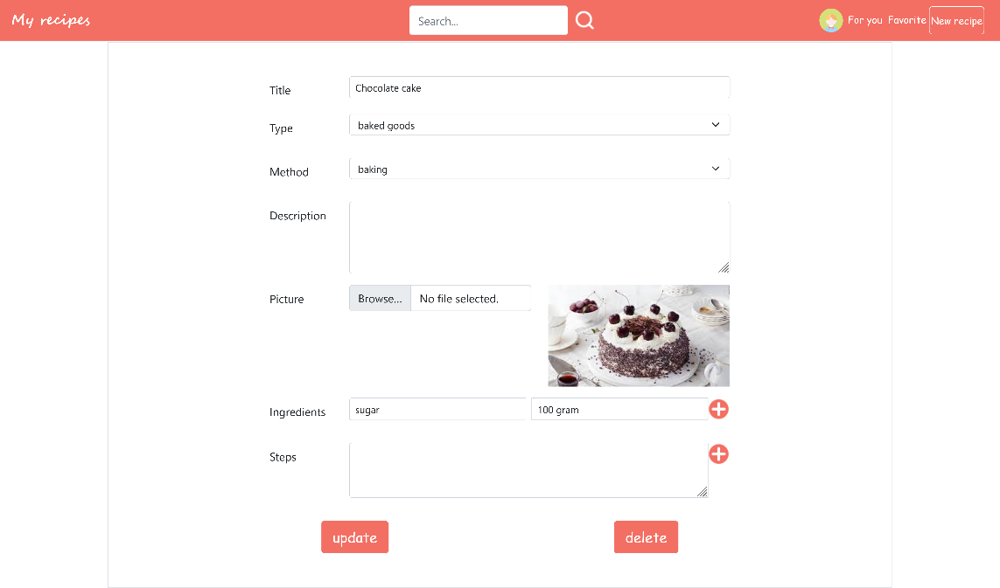 My recipes
Search...
For you Favorite New recipe
Title
Chocolate cake
Type
baked goods
Method
baking
Description
Picture
Browse... No file selected.
Ingredients
sugar
100 gram
Steps
update
delete